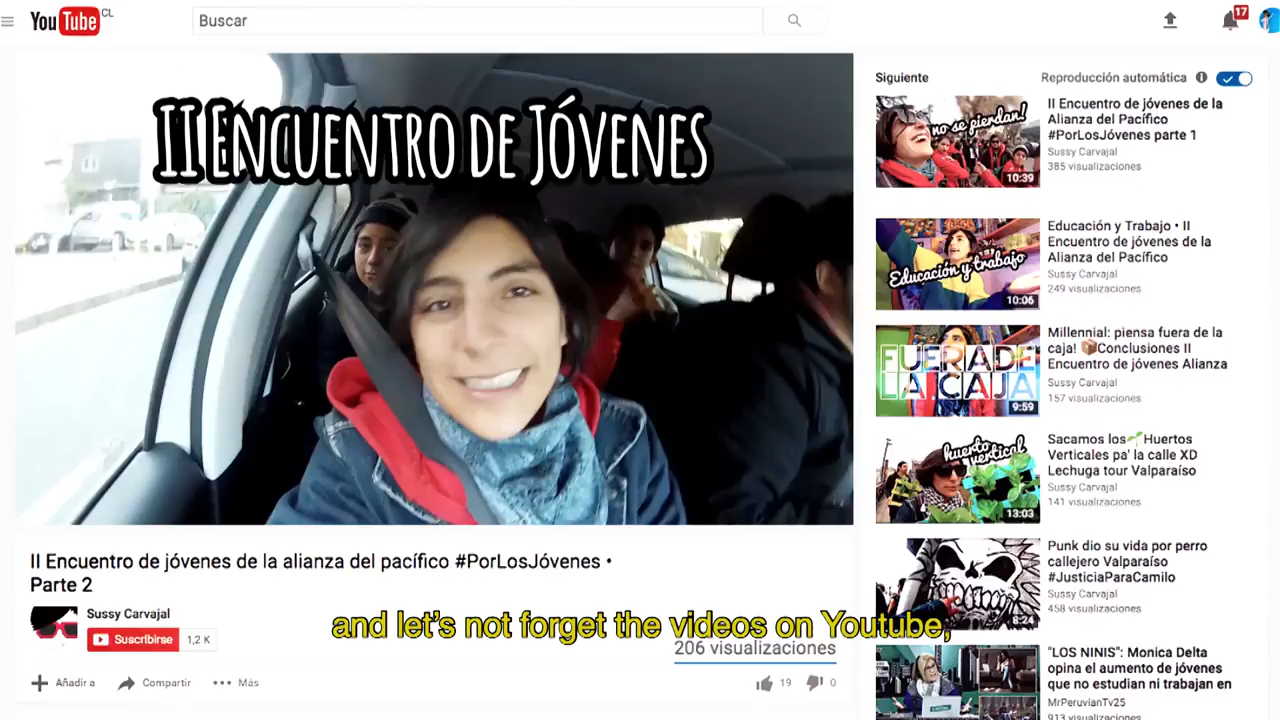 YouTube CL
Buscar
17
II ENCUENTRO DE JÓVENES
II Encuentro de jóvenes de la alianza del pacífico #PorLosJóvenes •
Parte 2
Sussy Carvajal
Suscribirse 1,2 K
and let's not forget the videos on Youtube,
206 visualizaciones
Añadir a Compartir Más
19 0
Siguiente
Reproducción automática
no se pierdan!
10:39
II Encuentro de jóvenes de la
Alianza del Pacífico
#PorLosJóvenes parte 1
Sussy Carvajal
385 visualizaciones
Educación y trabajo
10:06
Educación y Trabajo • II
Encuentro de jóvenes de la
Alianza del Pacífico
Sussy Carvajal
249 visualizaciones
FUERA DE
LA CAJA
9:59
Millennial: piensa fuera de la
caja! 📦Conclusiones II
Encuentro de jóvenes Alianza
Sussy Carvajal
157 visualizaciones
huerto
vertical
13:03
Sacamos los🌱Huertos
Verticales pa' la calle XD
Lechuga tour Valparaíso
Sussy Carvajal
141 visualizaciones
8:24
Punk dio su vida por perro
callejero Valparaíso
#JusticiaParaCamilo
Sussy Carvajal
458 visualizaciones
"LOS NINIS": Monica Delta
opina el aumento de jóvenes
que no estudian ni trabajan en
MrPeruvianTv25
913 visualizaciones